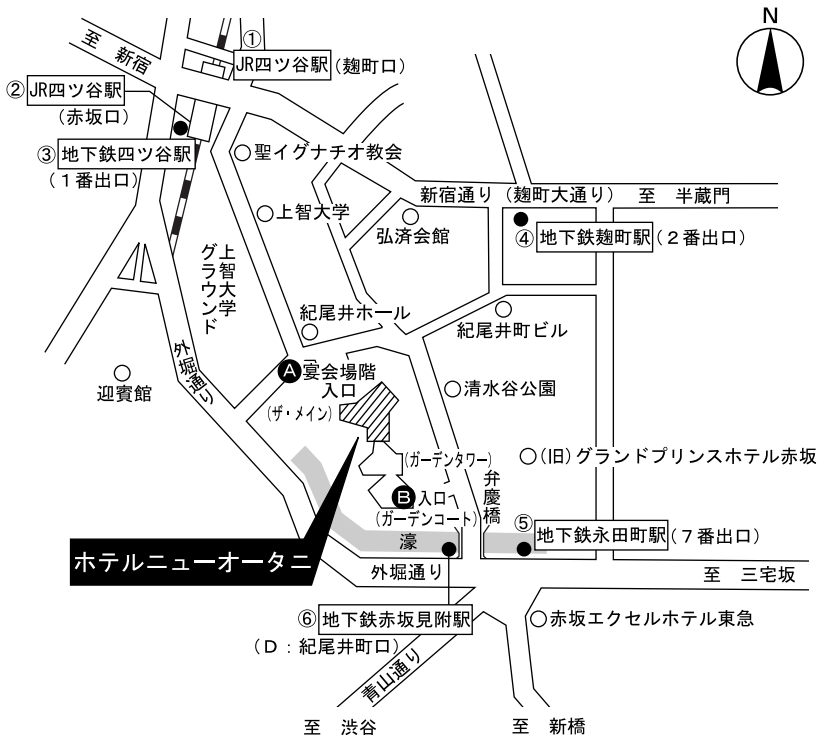 N
至 新宿
①
JR四ツ谷駅(麹町口)
②JR四ツ谷駅
(赤坂口)
③地下鉄四ツ谷駅
(1番出口)
聖イグナチオ教会
上智大学
弘済会館
新宿通り(麹町大通り)
至 半蔵門
④地下鉄麹町駅(2番出口)
上智大学
グラウンド
紀尾井ホール
紀尾井町ビル
外堀通り
迎賓館
A宴会場階
入口
(ザ・メイン)
清水谷公園
(ガーデンタワー)
(旧)グランドプリンスホテル赤坂
B入口
(ガーデンコート)
弁慶橋
⑤地下鉄永田町駅(7番出口)
濠
ホテルニューオータニ
外堀通り
至 三宅坂
⑥地下鉄赤坂見附駅
(D:紀尾井町口)
赤坂エクセルホテル東急
青山通り
至 渋谷
至 新橋